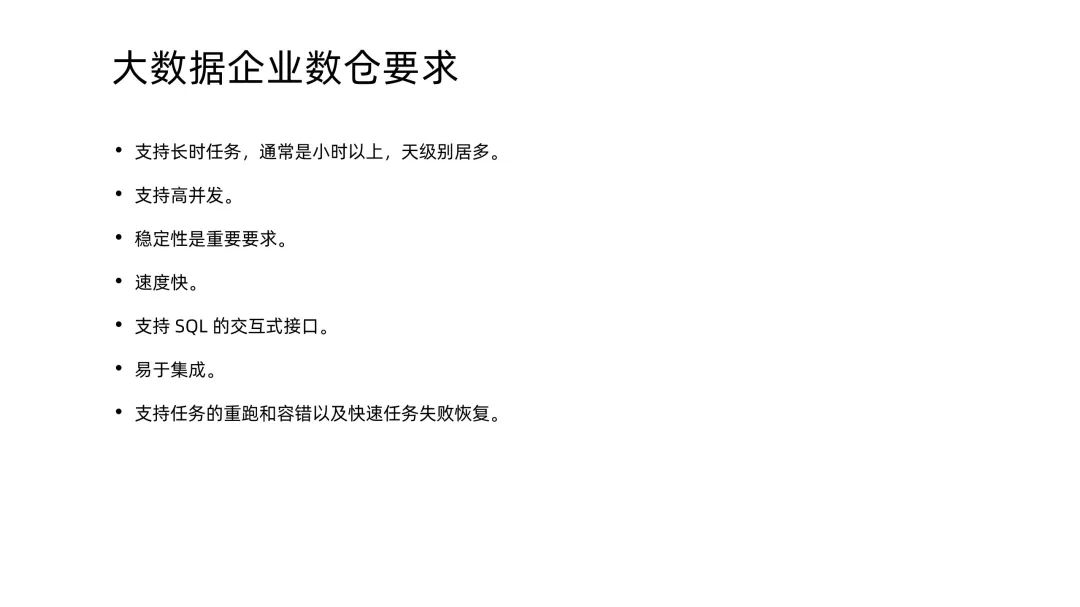 大数据企业数仓要求
• 支持长时任务，通常是小时以上，天级别居多。
• 支持高并发。
• 稳定性是重要要求。
• 速度快。
• 支持 SQL 的交互式接口。
• 易于集成。
• 支持任务的重跑和容错以及快速任务失败恢复。